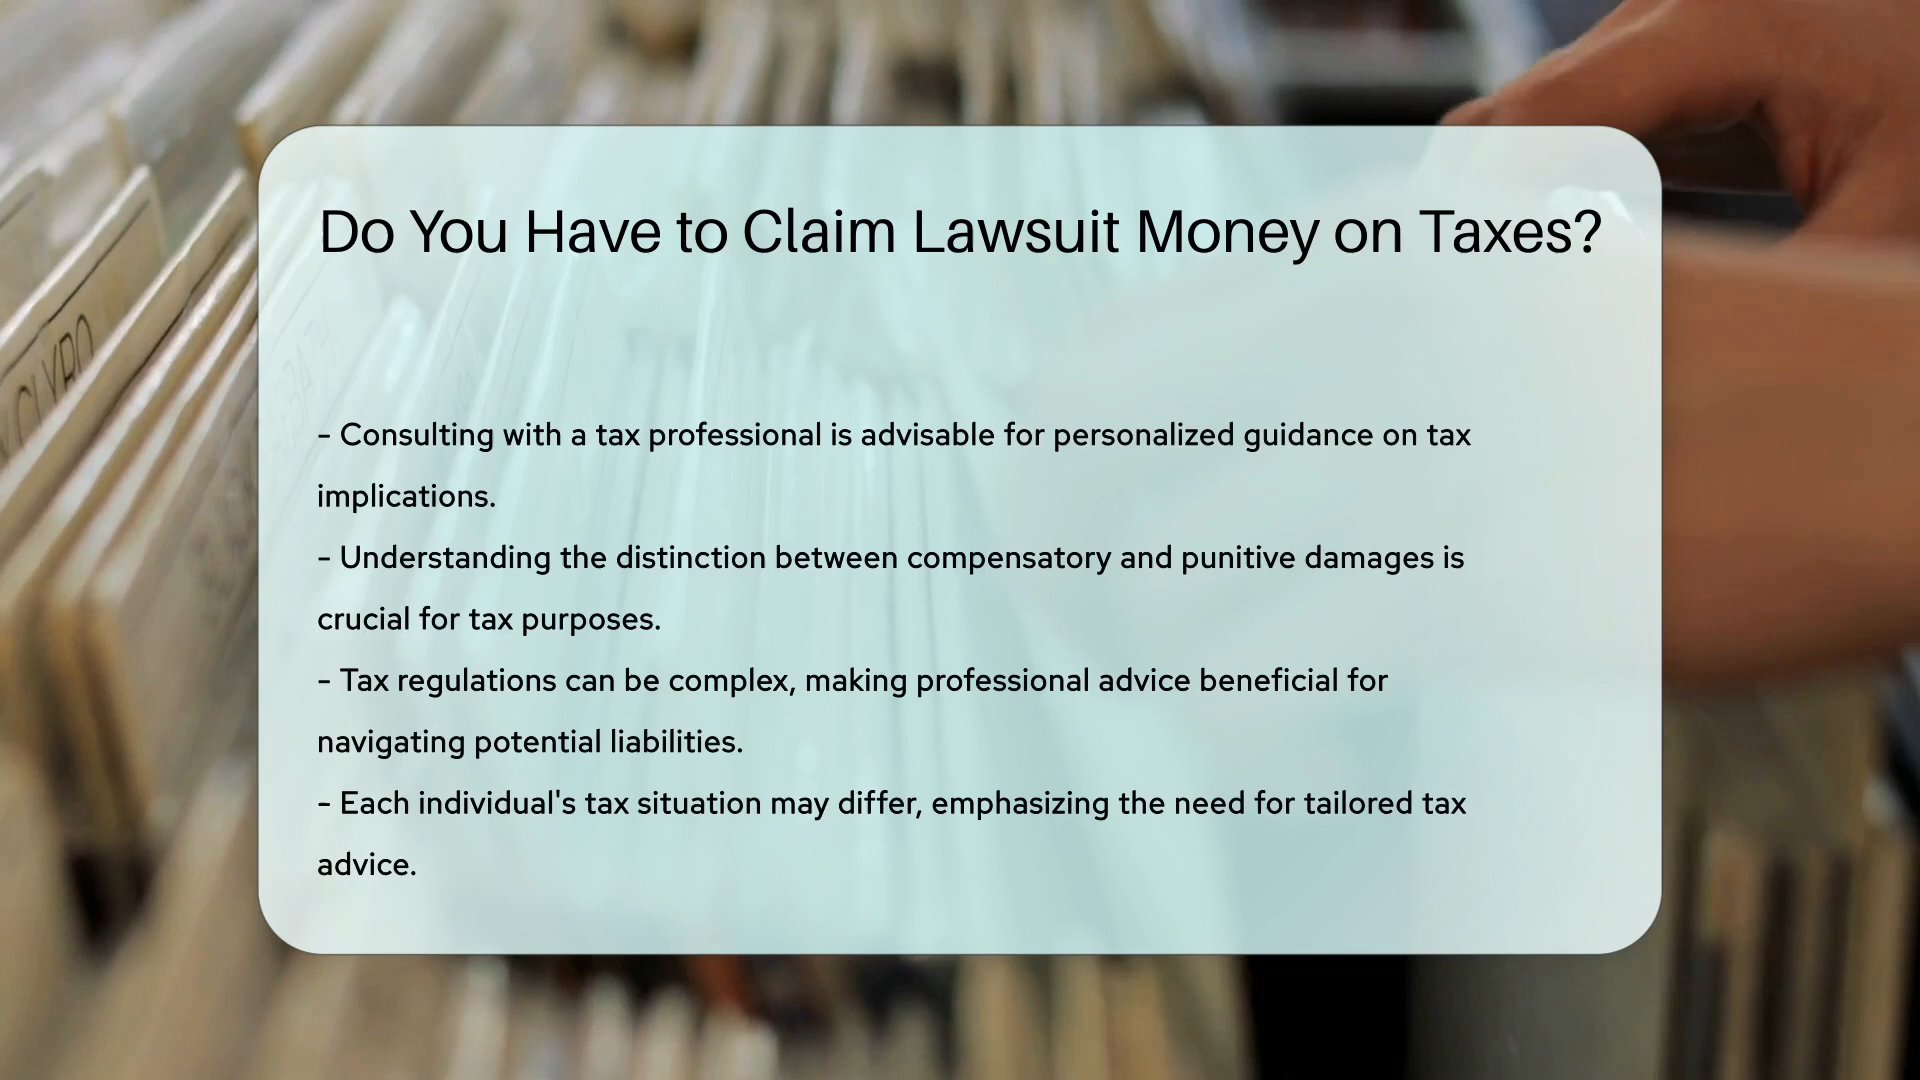 Do You Have to Claim Lawsuit Money on Taxes?
- Consulting with a tax professional is advisable for personalized guidance on tax
implications.
- Understanding the distinction between compensatory and punitive damages is
crucial for tax purposes.
- Tax regulations can be complex, making professional advice beneficial for
navigating potential liabilities.
- Each individual's tax situation may differ, emphasizing the need for tailored tax
advice.